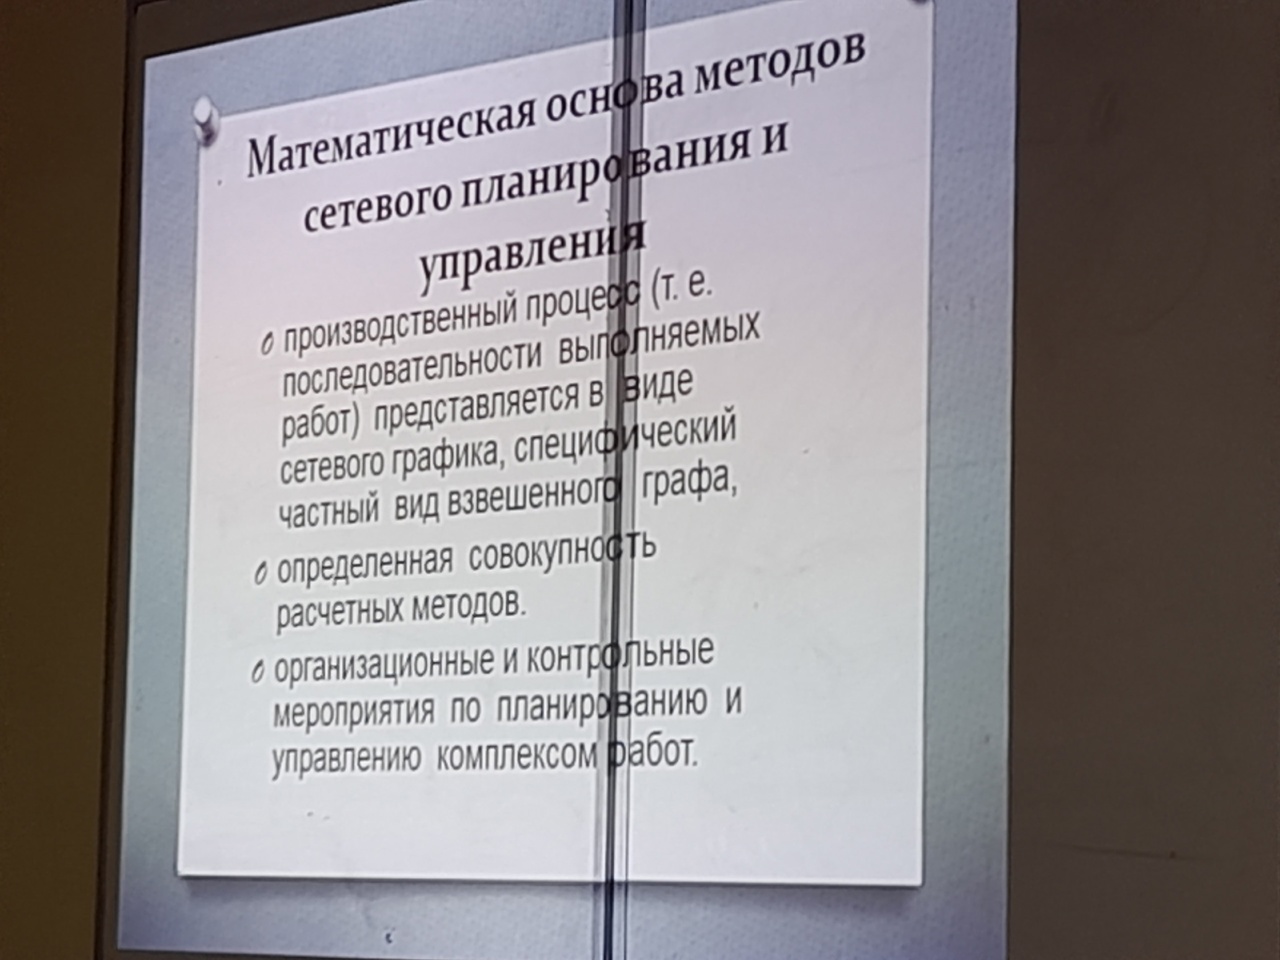 Математическая основа методов
сетевого планирования и
управления
производственный процесс (т. е.
последовательности выполняемых
работ) представляется в виде
сетевого графика, специфический
частный вид взвешенного графа,
определенная совокупность
расчетных методов.
организационные и контрольные
мероприятия по планированию и
управлению комплексом работ.